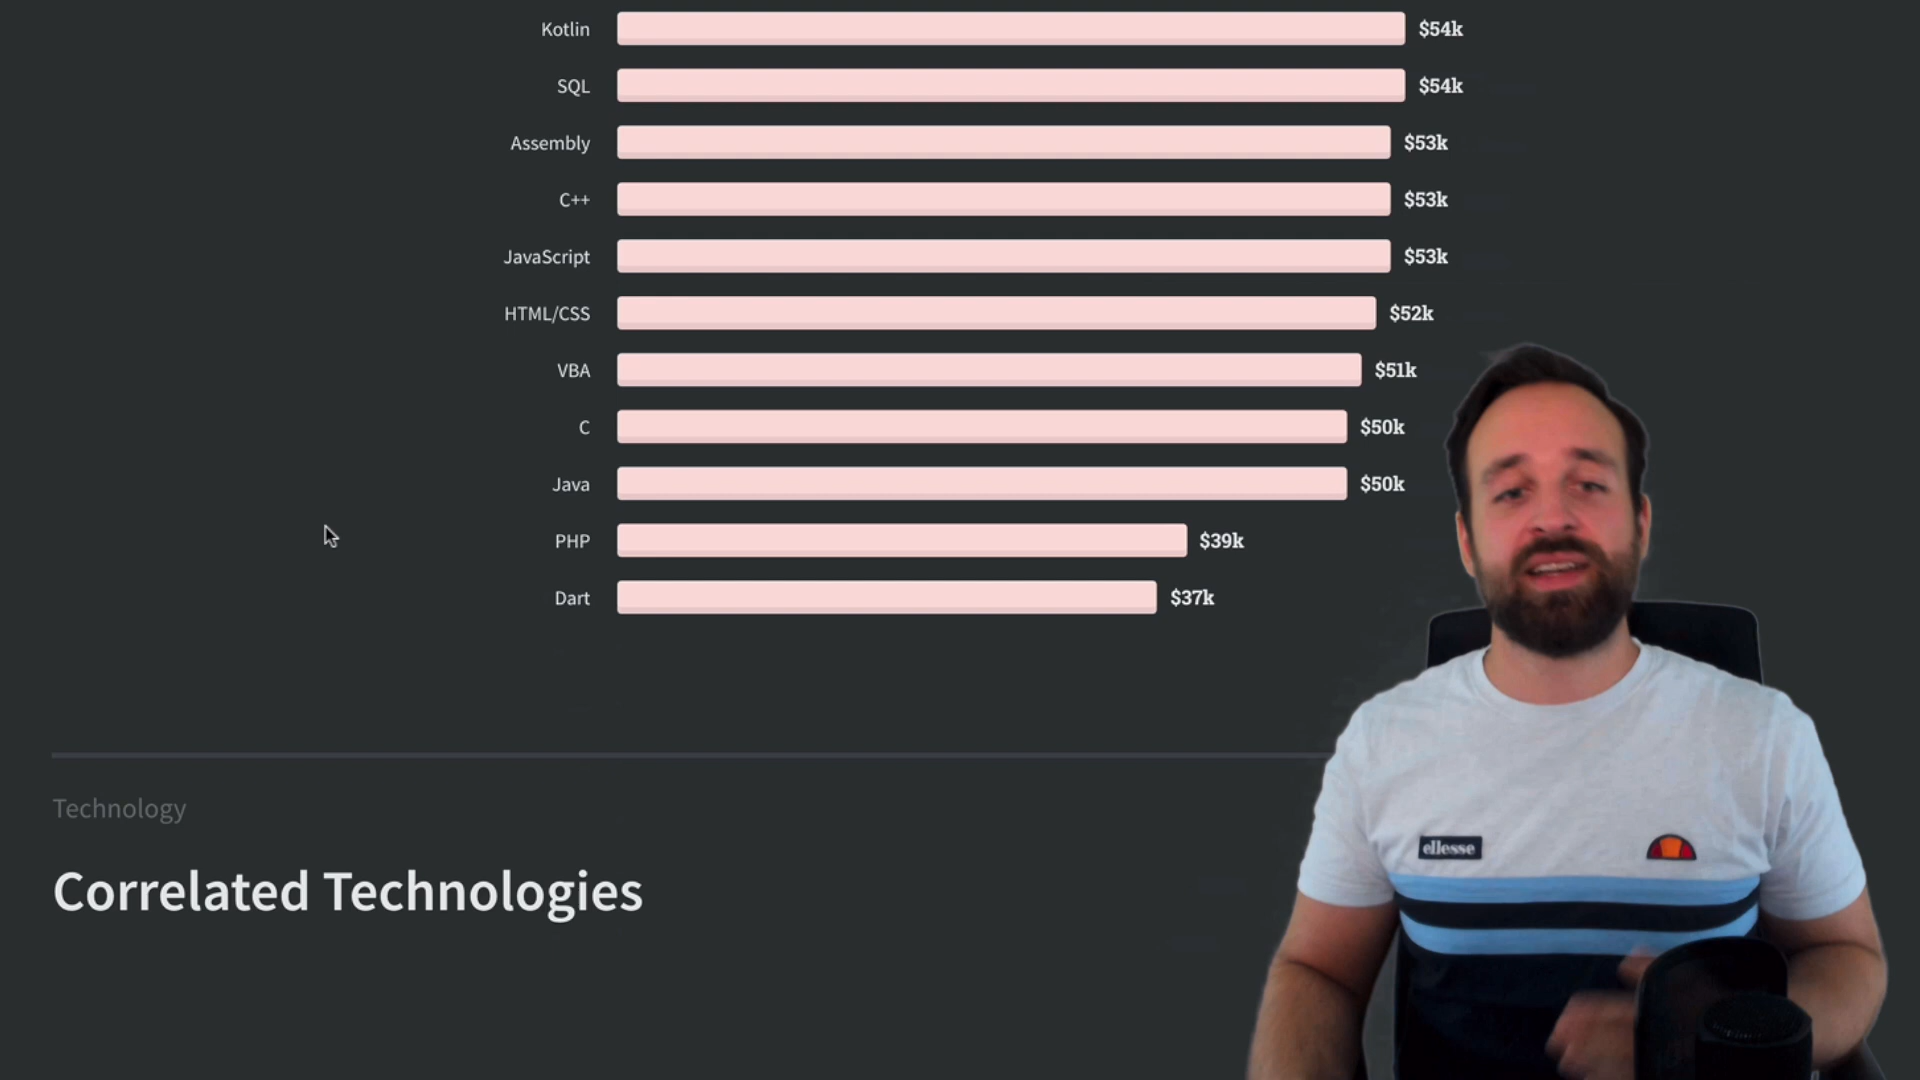 Kotlin $54k
SQL $54k
Assembly $53k
C++ $53k
JavaScript $53k
HTML/CSS $52k
VBA $51k
C $50k
Java $50k
PHP $39k
Dart $37k
Technology
Correlated Technologies
ellesse